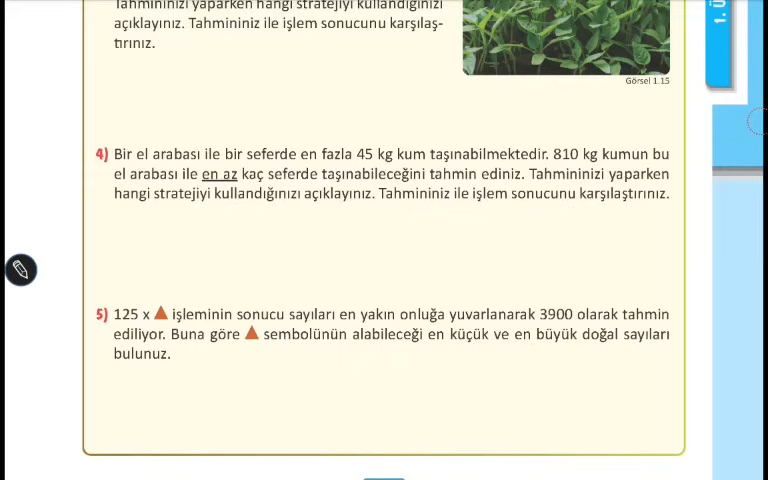 Tahmininizi yaparken hangi stratejiyi kullandığınızı
açıklayınız. Tahmininiz ile işlem sonucunu karşılaş-
tırınız.
Görsel 1.15
1. Ü
4) Bir el arabası ile bir seferde en fazla 45 kg kum taşınabilmektedir. 810 kg kumun bu
el arabası ile en az kaç seferde taşınabileceğini tahmin ediniz. Tahmininizi yaparken
hangi stratejiyi kullandığınızı açıklayınız. Tahmininiz ile işlem sonucunu karşılaştırınız.
5) 125 x ▲ işleminin sonucu sayıları en yakın onluğa yuvarlanarak 3900 olarak tahmin
ediliyor. Buna göre ▲ sembolünün alabileceği en küçük ve en büyük doğal sayıları
bulunuz.